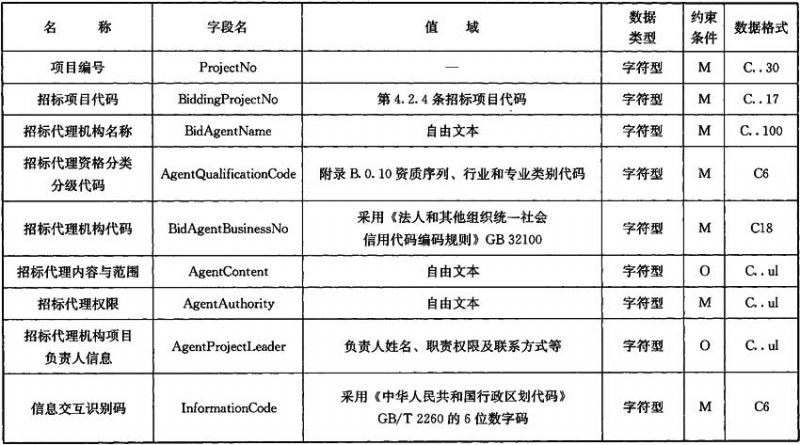 名 称 字段名 值 域 数据类型 约束条件 数据格式
项目编号 ProjectNo — 字符型 M C..30
招标项目代码 BiddingProjectNo 第4.2.4条招标项目代码 字符型 M C..17
招标代理机构名称 BidAgentName 自由文本 字符型 M C..100
招标代理资格分类
分级代码 AgentQualificationCode 附录B.0.10资质序列、行业和专业类别代码 字符型 M C6
招标代理机构代码 BidAgentBusinessNo 采用《法人和其他组织统一社会
信用代码编码规则》GB 32100 字符型 M C18
招标代理内容与范围 AgentContent 自由文本 字符型 O C..ul
招标代理权限 AgentAuthority 自由文本 字符型 M C..ul
招标代理机构项目
负责人信息 AgentProjectLeader 负责人姓名、职责权限及联系方式等 字符型 O C..ul
信息交互识别码 InformationCode 采用《中华人民共和国行政区划代码》
GB/T 2260的6位数字码 字符型 M C6